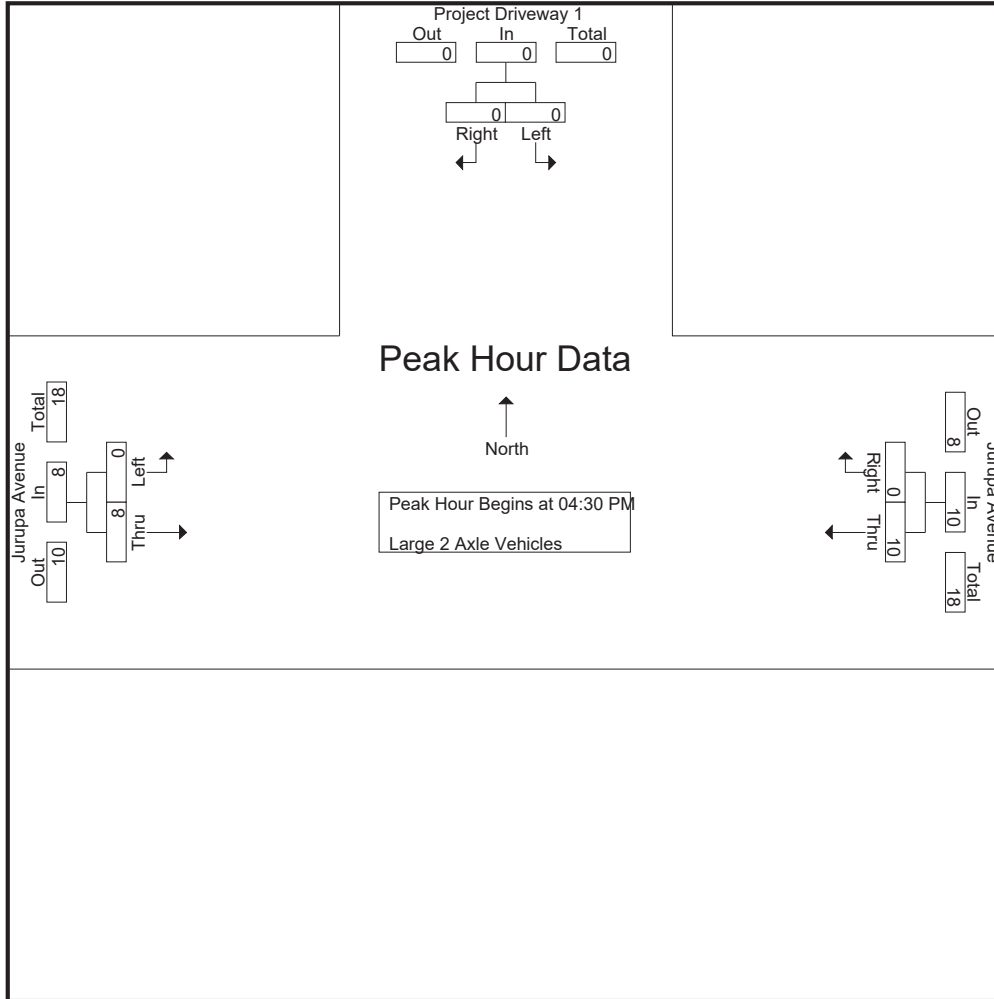 Project Driveway 1
Out In Total
0 0 0
0 0
Right Left
Peak Hour Data
North
Peak Hour Begins at 04:30 PM
Large 2 Axle Vehicles
Jurupa Avenue
Out In Total
10 8 18
8 0
Thru Left
Jurupa Avenue
Out In Total
8 10 18
0 10
Right Thru